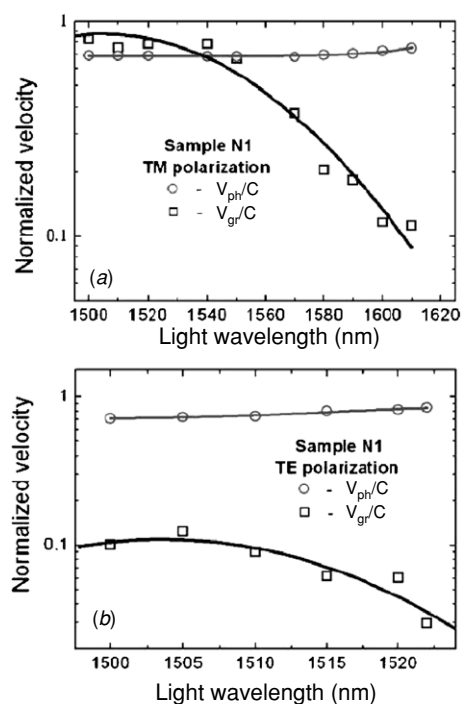 Normalized velocity
1
0.1
Sample N1
TM polarization
○ - V_ph/C
□ - V_gr/C
(a)
1500 1520 1540 1560 1580 1600 1620
Light wavelength (nm)
Normalized velocity
1
0.1
Sample N1
TE polarization
○ - V_ph/C
□ - V_gr/C
(b)
1500 1505 1510 1515 1520
Light wavelength (nm)